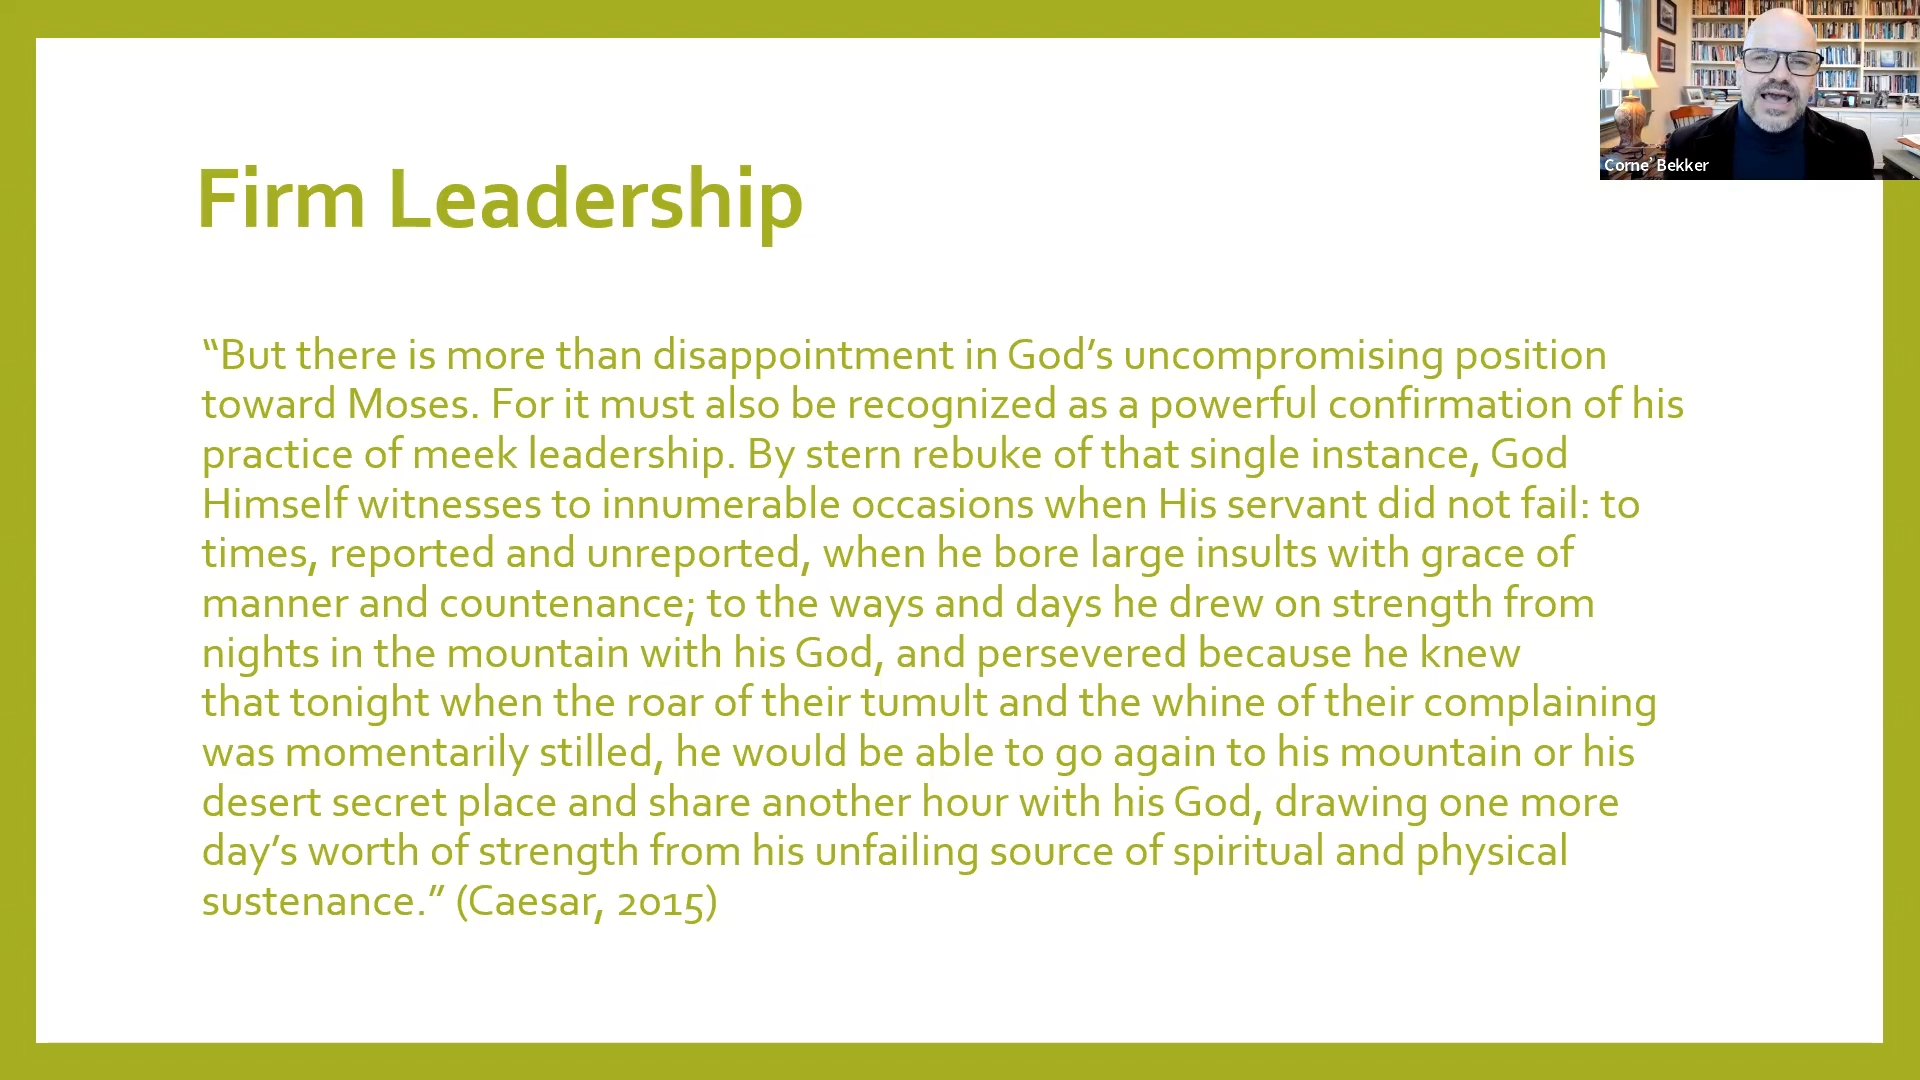 Corne' Bekker
Firm Leadership
“But there is more than disappointment in God’s uncompromising position
toward Moses. For it must also be recognized as a powerful confirmation of his
practice of meek leadership. By stern rebuke of that single instance, God
Himself witnesses to innumerable occasions when His servant did not fail: to
times, reported and unreported, when he bore large insults with grace of
manner and countenance; to the ways and days he drew on strength from
nights in the mountain with his God, and persevered because he knew
that tonight when the roar of their tumult and the whine of their complaining
was momentarily stilled, he would be able to go again to his mountain or his
desert secret place and share another hour with his God, drawing one more
day’s worth of strength from his unfailing source of spiritual and physical
sustenance.” (Caesar, 2015)